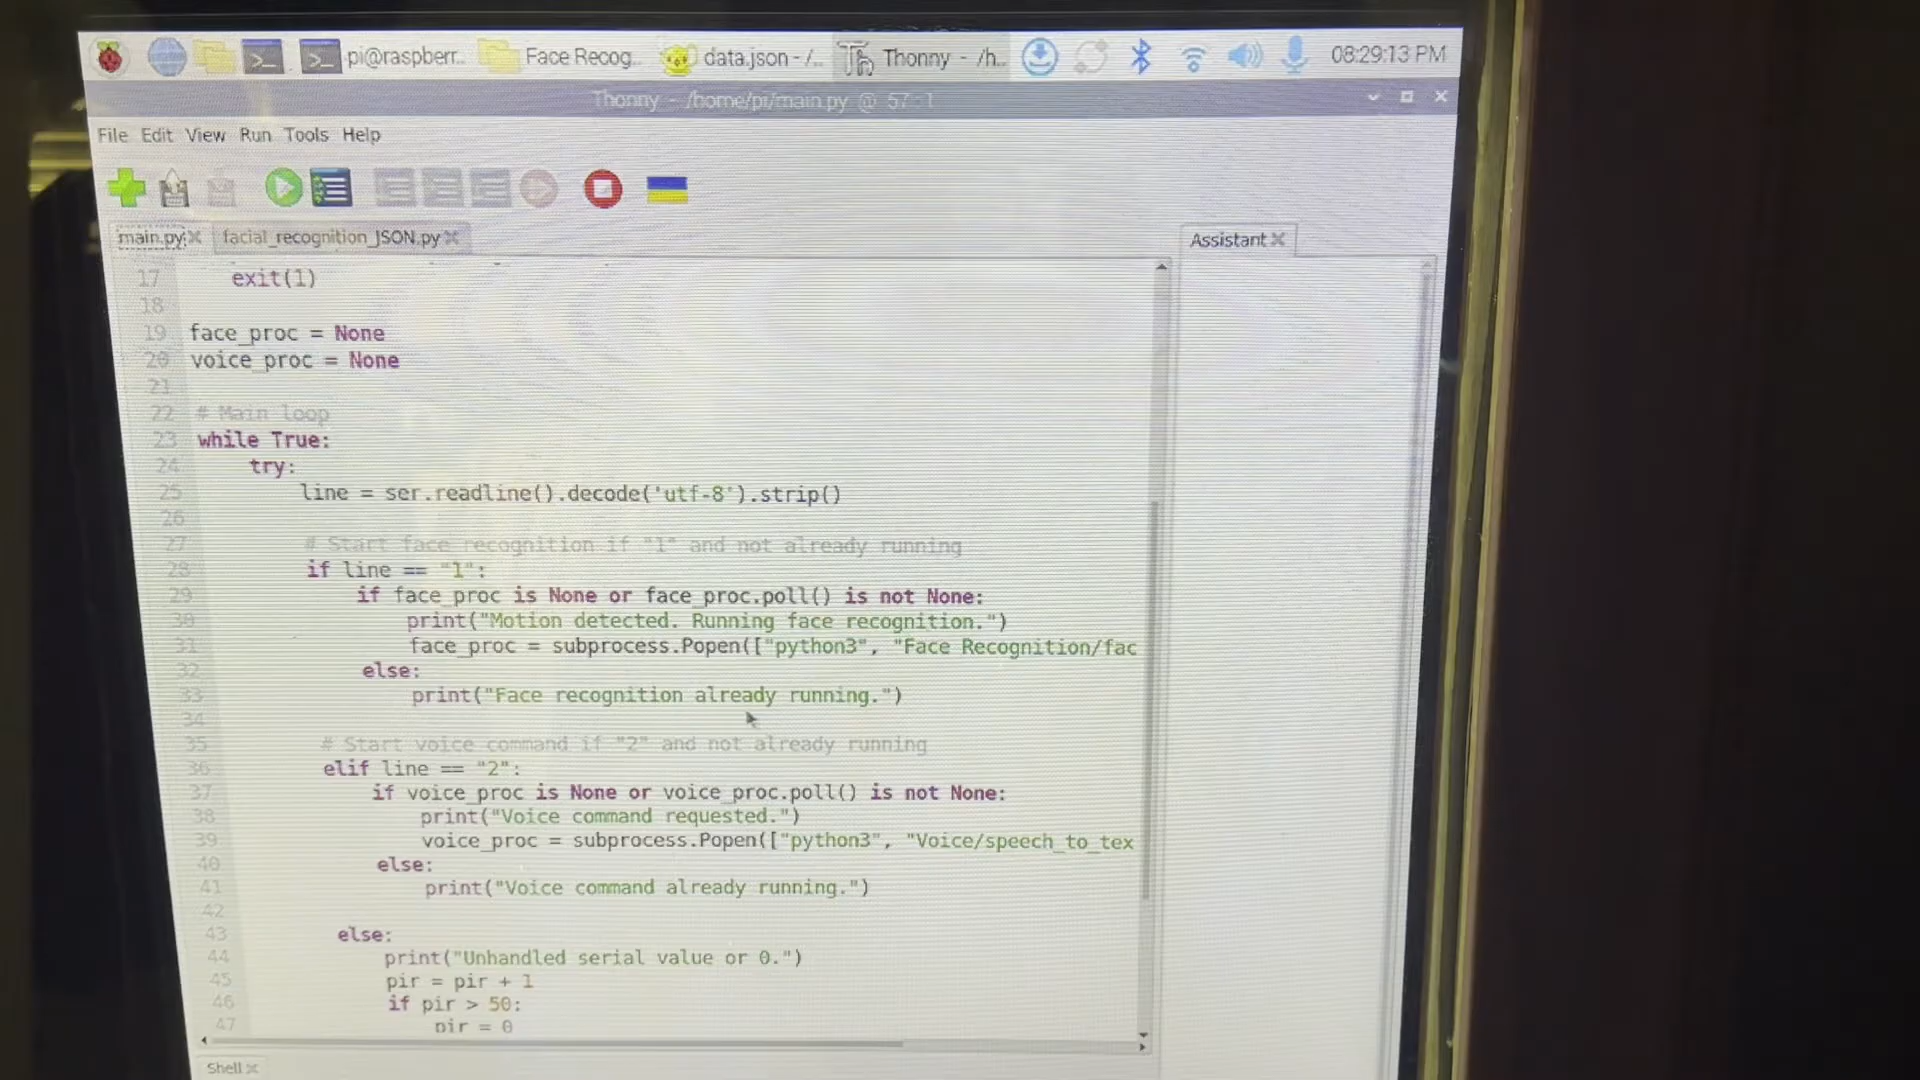 pi@raspberr.. Face Recog.. data.json - /.. Thonny - /h.. 08:29:13 PM
Thonny - /home/pi/main.py @ 57 : 1
File Edit View Run Tools Help
main.py facial_recognition_JSON.py Assistant
17 exit(1)
18
19 face_proc = None
20 voice_proc = None
21
22 # Main loop
23 while True:
24 try:
25 line = ser.readline().decode('utf-8').strip()
26
27 # Start face recognition if "1" and not already running
28 if line == "1":
29 if face_proc is None or face_proc.poll() is not None:
30 print("Motion detected. Running face recognition.")
31 face_proc = subprocess.Popen(["python3", "Face Recognition/fac
32 else:
33 print("Face recognition already running.")
34
35 # Start voice command if "2" and not already running
36 elif line == "2":
37 if voice_proc is None or voice_proc.poll() is not None:
38 print("Voice command requested.")
39 voice_proc = subprocess.Popen(["python3", "Voice/speech_to_tex
40 else:
41 print("Voice command already running.")
42
43 else:
44 print("Unhandled serial value or 0.")
45 pir = pir + 1
46 if pir > 50:
47 pir = 0
Shell